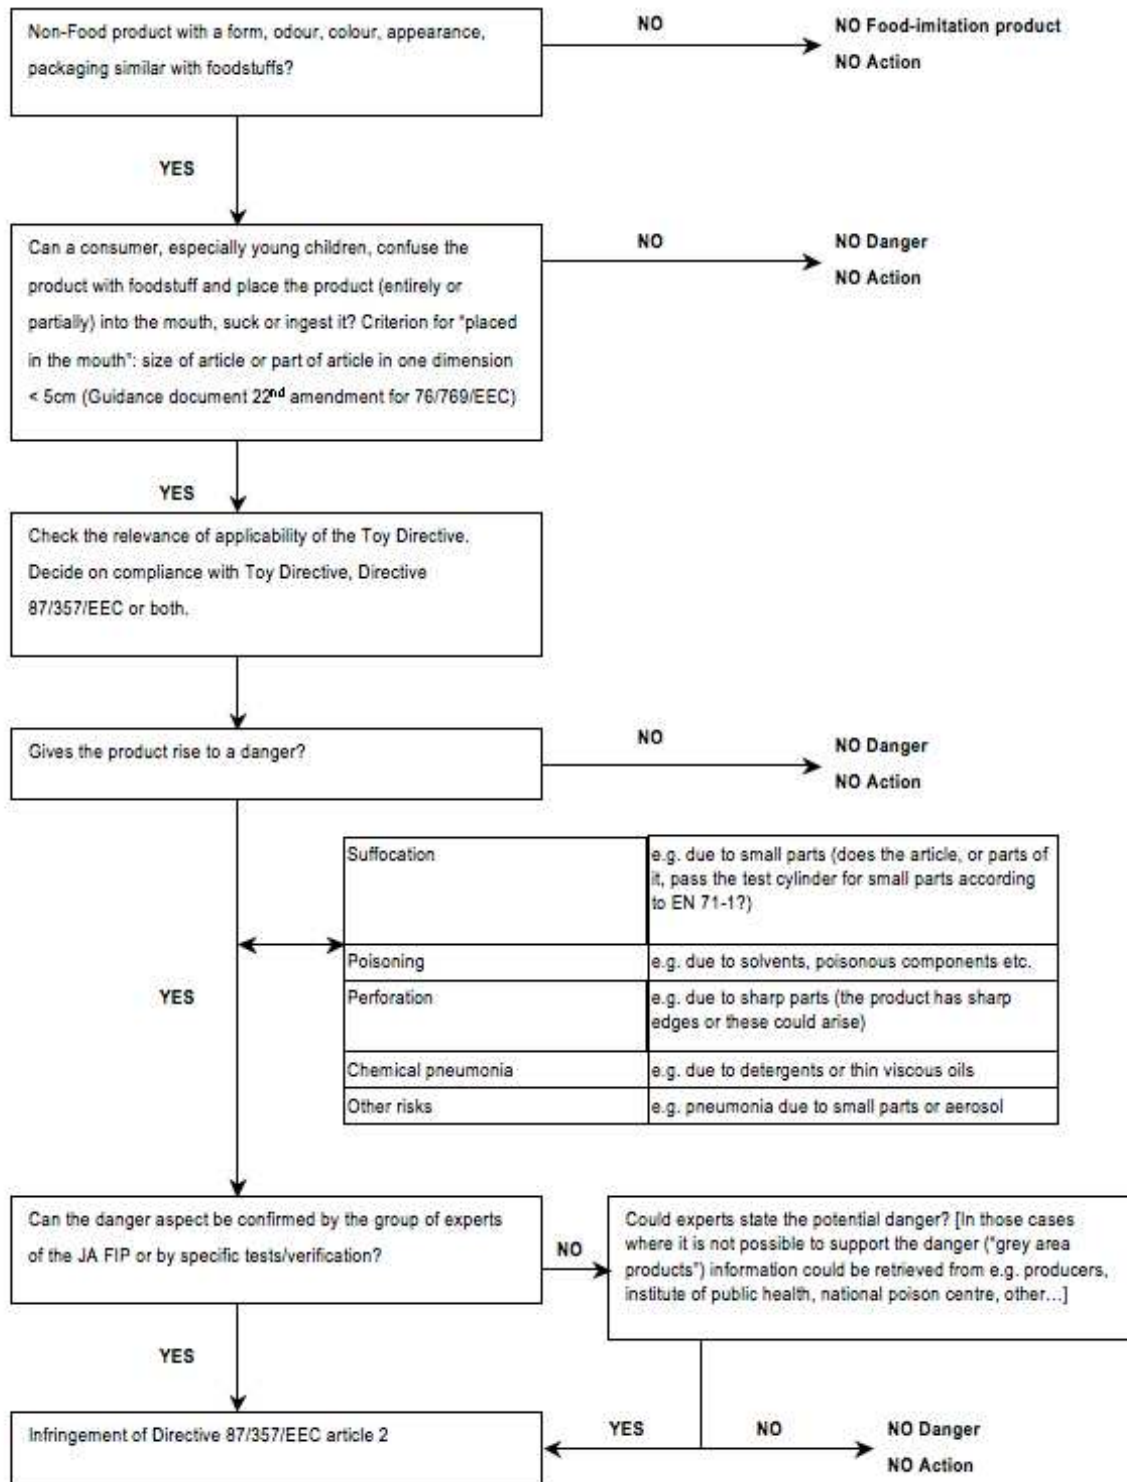 Non-Food product with a form, odour, colour, appearance,
packaging similar with foodstuffs?
NO
NO Food-imitation product
NO Action
YES
Can a consumer, especially young children, confuse the
product with foodstuff and place the product (entirely or
partially) into the mouth, suck or ingest it? Criterion for "placed
in the mouth": size of article or part of article in one dimension
< 5cm (Guidance document 22nd amendment for 76/769/EEC)
NO
NO Danger
NO Action
YES
Check the relevance of applicability of the Toy Directive.
Decide on compliance with Toy Directive, Directive
87/357/EEC or both.
Gives the product rise to a danger?
NO
NO Danger
NO Action
Suffocation
e.g. due to small parts (does the article, or parts of
it, pass the test cylinder for small parts according
to EN 71-1?)
Poisoning
e.g. due to solvents, poisonous components etc.
YES
Perforation
e.g. due to sharp parts (the product has sharp
edges or these could arise)
Chemical pneumonia
e.g. due to detergents or thin viscous oils
Other risks
e.g. pneumonia due to small parts or aerosol
Can the danger aspect be confirmed by the group of experts
of the JA FIP or by specific tests/verification?
NO
Could experts state the potential danger? [In those cases
where it is not possible to support the danger ("grey area
products") information could be retrieved from e.g. producers,
institute of public health, national poison centre, other...]
YES
Infringement of Directive 87/357/EEC article 2
YES
NO
NO Danger
NO Action